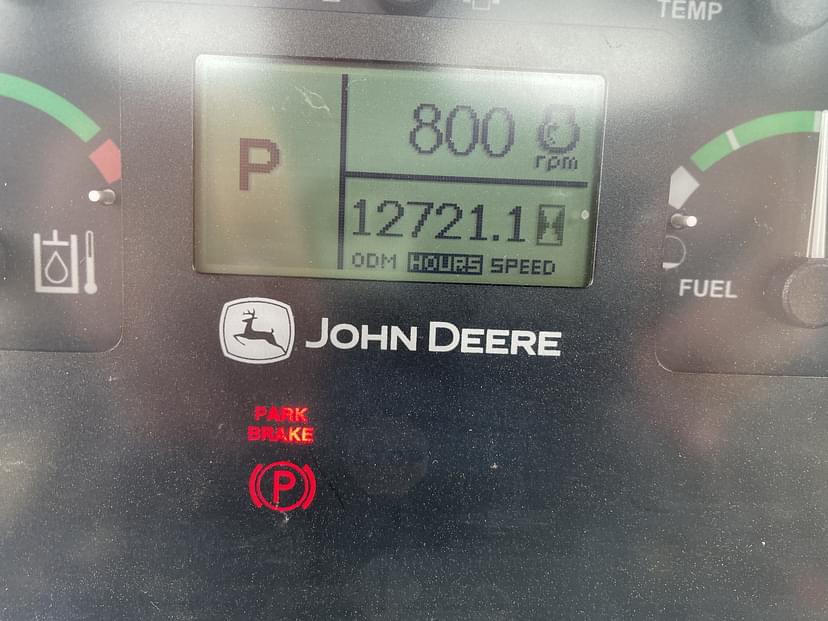 TEMP
P
800
rpm
12721.1
ODM HOURS SPEED
FUEL
JOHN DEERE
PARK
BRAKE
P